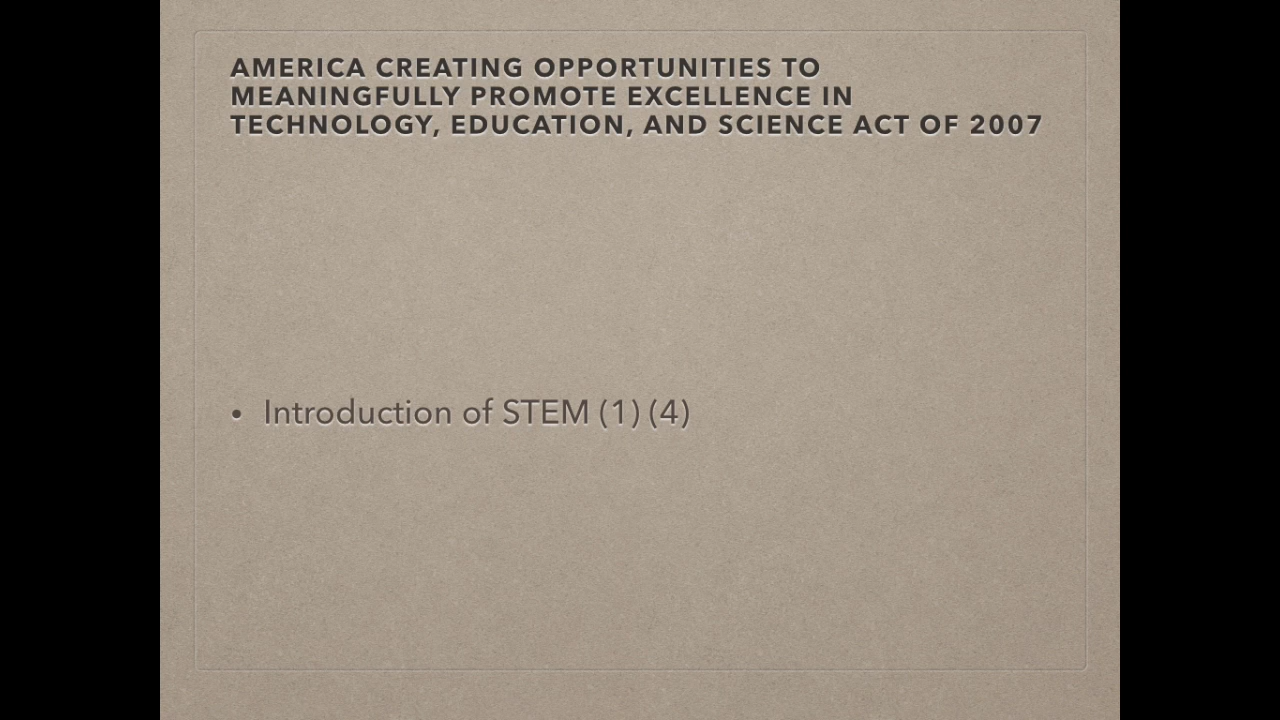 AMERICA CREATING OPPORTUNITIES TO
MEANINGFULLY PROMOTE EXCELLENCE IN
TECHNOLOGY, EDUCATION, AND SCIENCE ACT OF 2007
• Introduction of STEM (1) (4)